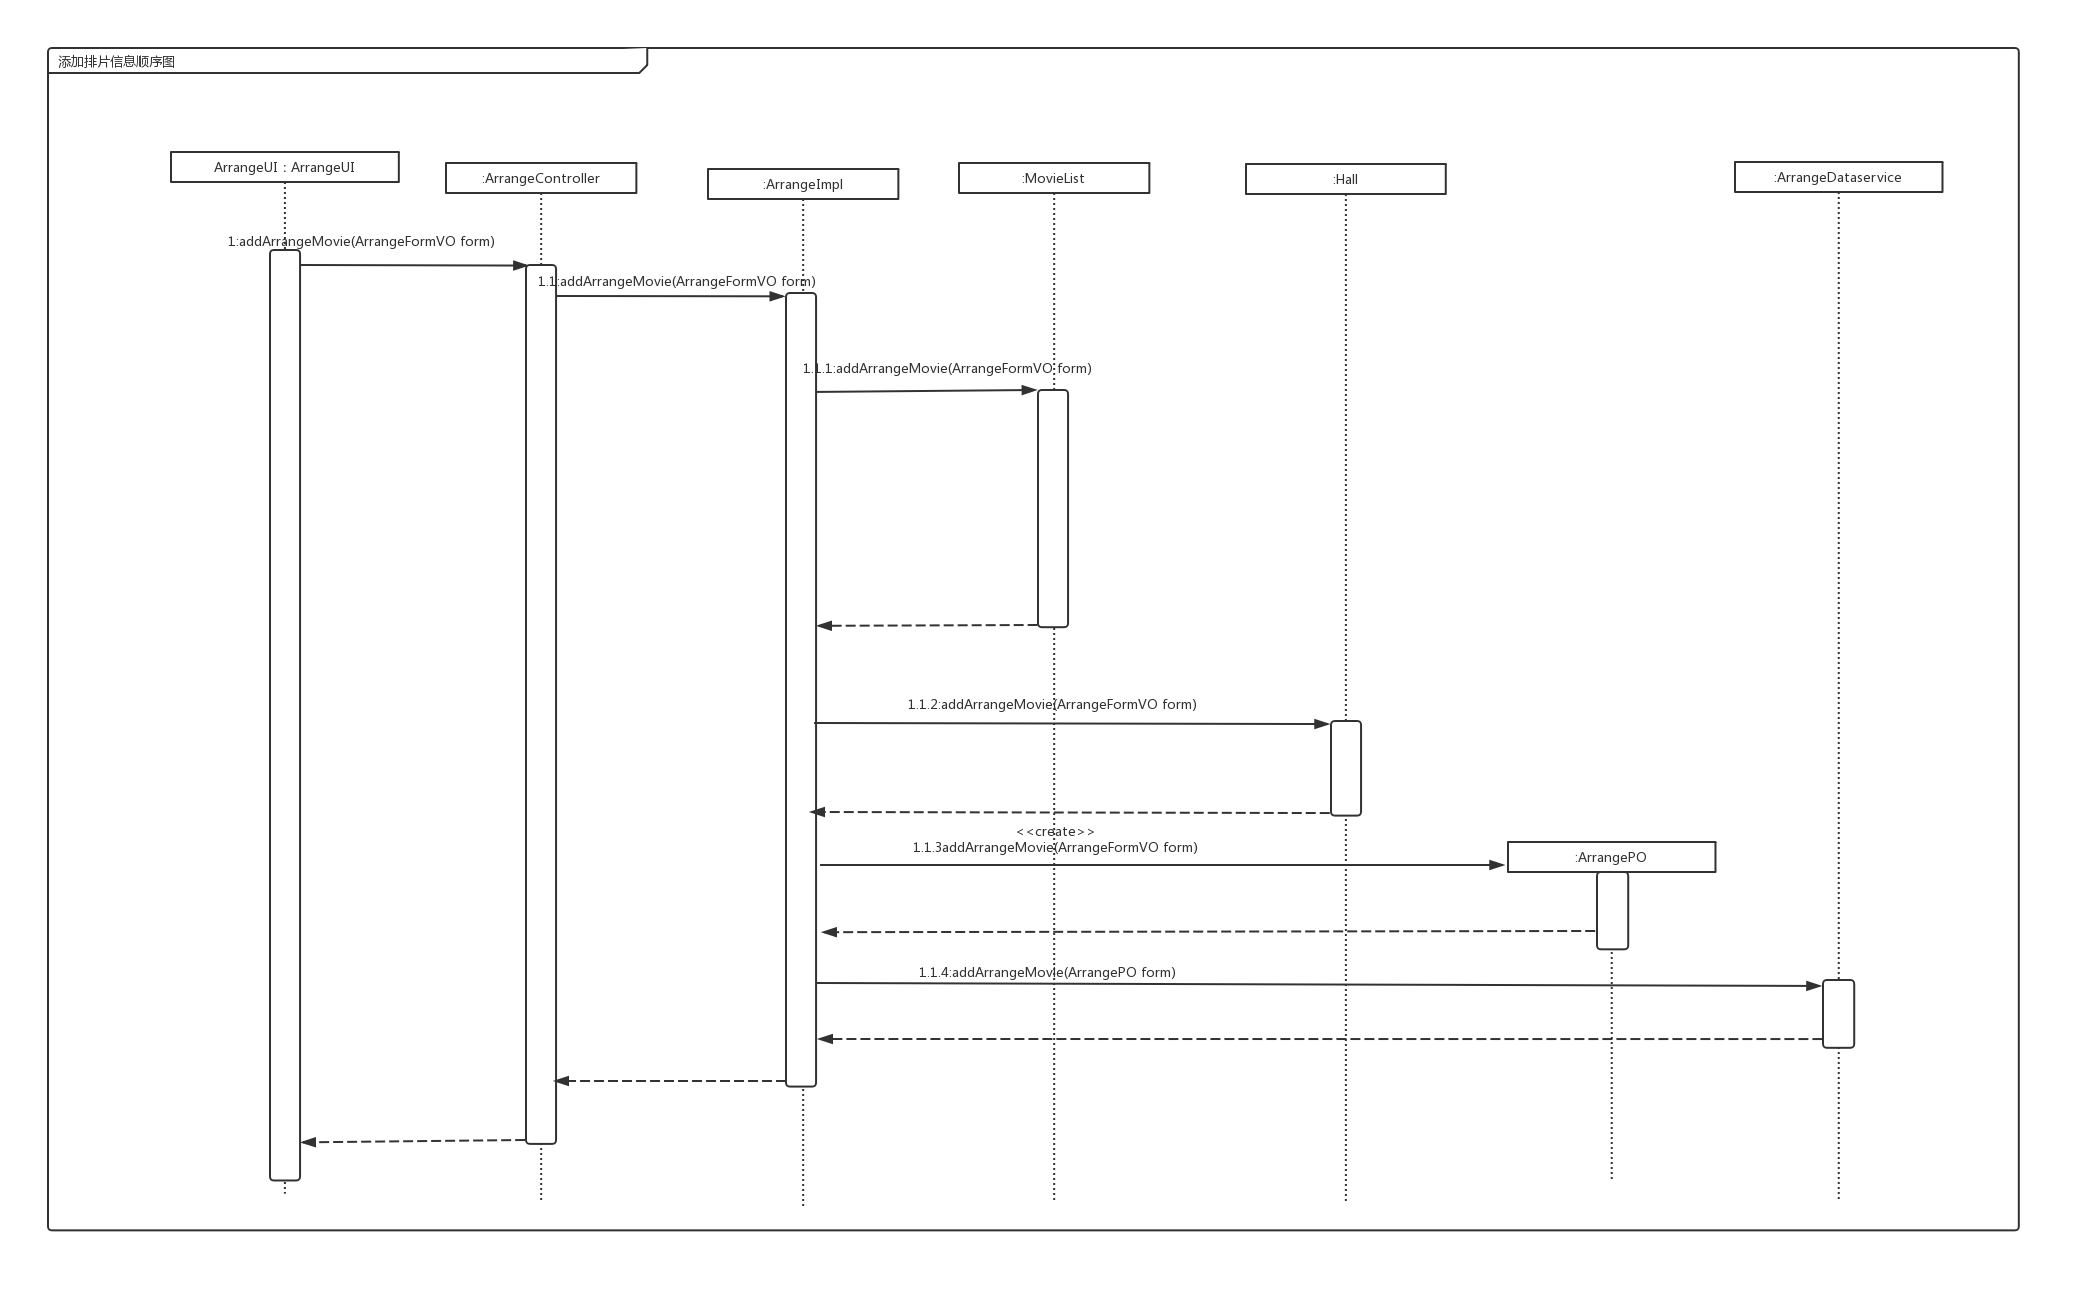 添加排片信息顺序图
ArrangeUI : ArrangeUI
:ArrangeController
:ArrangeImpl
:MovieList
:Hall
:ArrangeDataservice
1:addArrangeMovie(ArrangeFormVO form)
1.1:addArrangeMovie(ArrangeFormVO form)
1.1.1:addArrangeMovie(ArrangeFormVO form)
1.1.2:addArrangeMovie(ArrangeFormVO form)
<<create>>
1.1.3addArrangeMovie(ArrangeFormVO form)
:ArrangePO
1.1.4:addArrangeMovie(ArrangePO form)